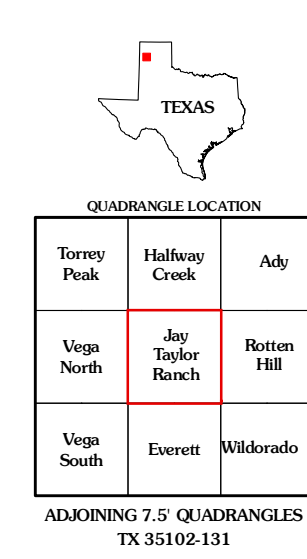 TEXAS
QUADRANGLE LOCATION
Torrey
Peak
Halfway
Creek
Ady
Vega
North
Jay
Taylor
Ranch
Rotten
Hill
Vega
South
Everett
Wildorado
ADJOINING 7.5' QUADRANGLES
TX 35102-131